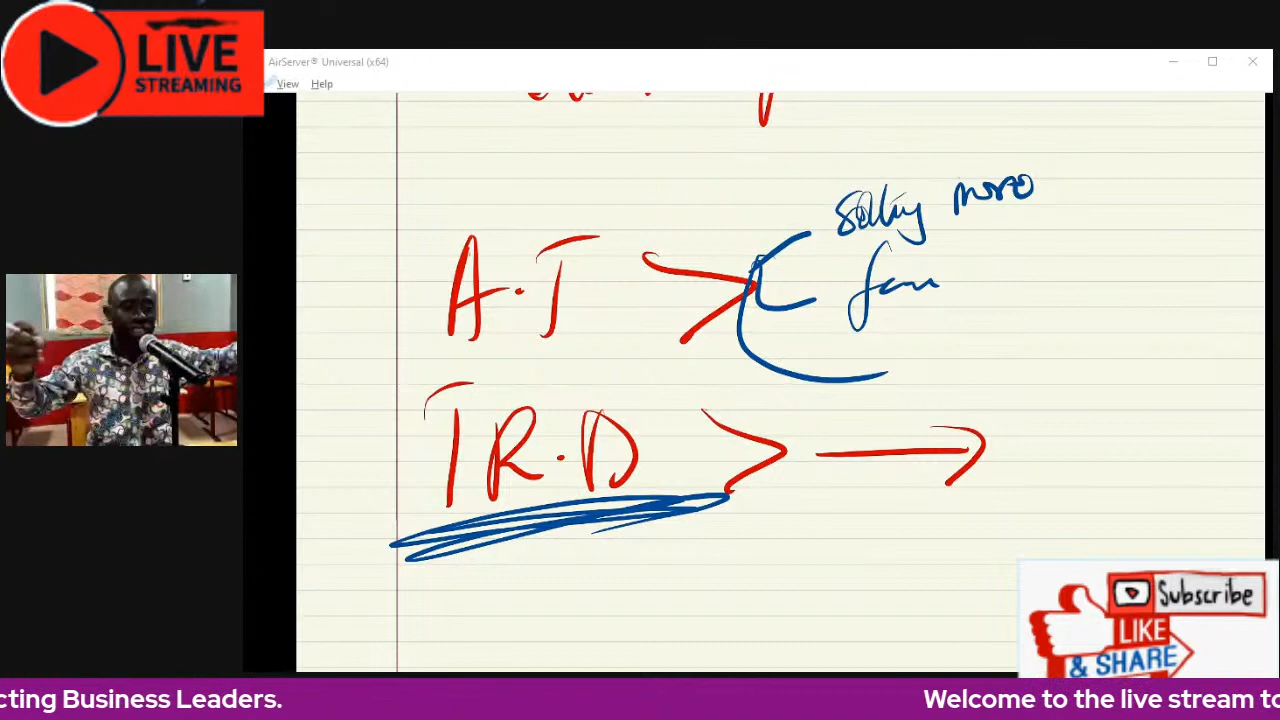 LIVE
STREAMING
AirServer® Universal (x64)
View Help
selling more
A.T
fam
TR.D
Subscribe
LIKE
& SHARE
cting Business Leaders.
Welcome to the live stream to